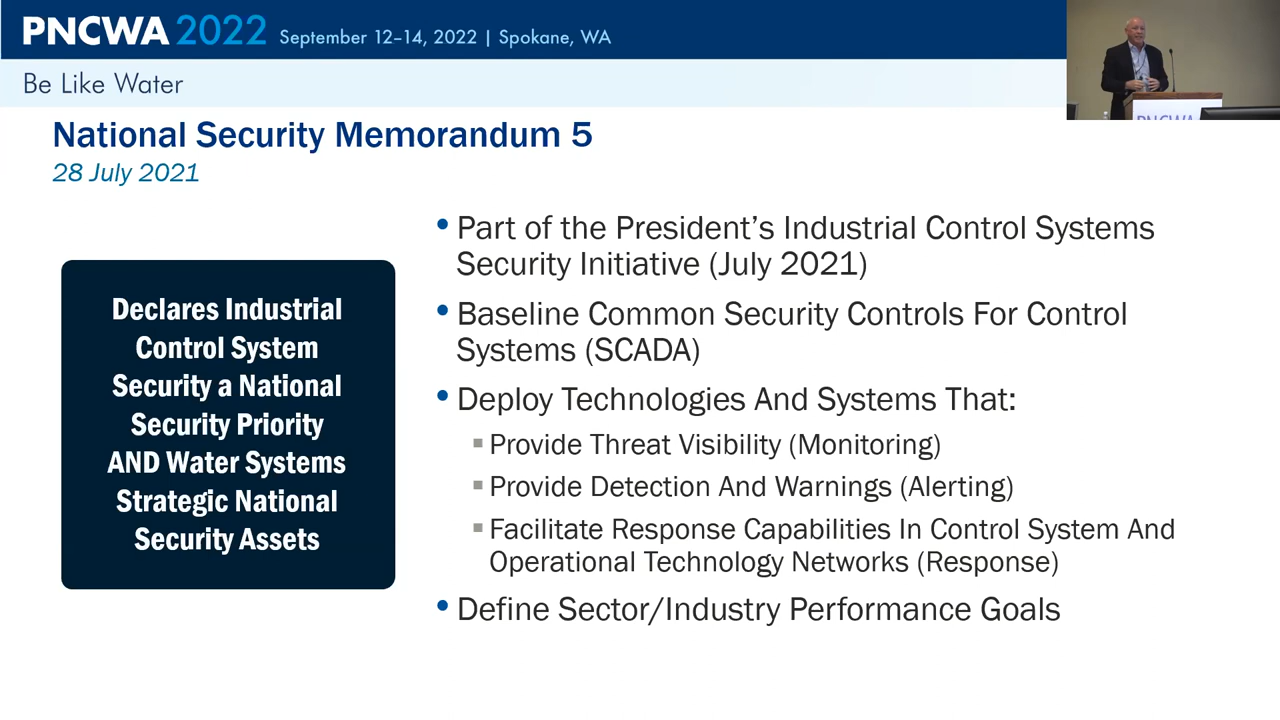 PNCWA 2022 September 12–14, 2022 | Spokane, WA
Be Like Water
PNCWA
National Security Memorandum 5
28 July 2021
Declares Industrial
Control System
Security a National
Security Priority
AND Water Systems
Strategic National
Security Assets
• Part of the President’s Industrial Control Systems
Security Initiative (July 2021)
• Baseline Common Security Controls For Control
Systems (SCADA)
• Deploy Technologies And Systems That:
▪ Provide Threat Visibility (Monitoring)
▪ Provide Detection And Warnings (Alerting)
▪ Facilitate Response Capabilities In Control System And
Operational Technology Networks (Response)
• Define Sector/Industry Performance Goals